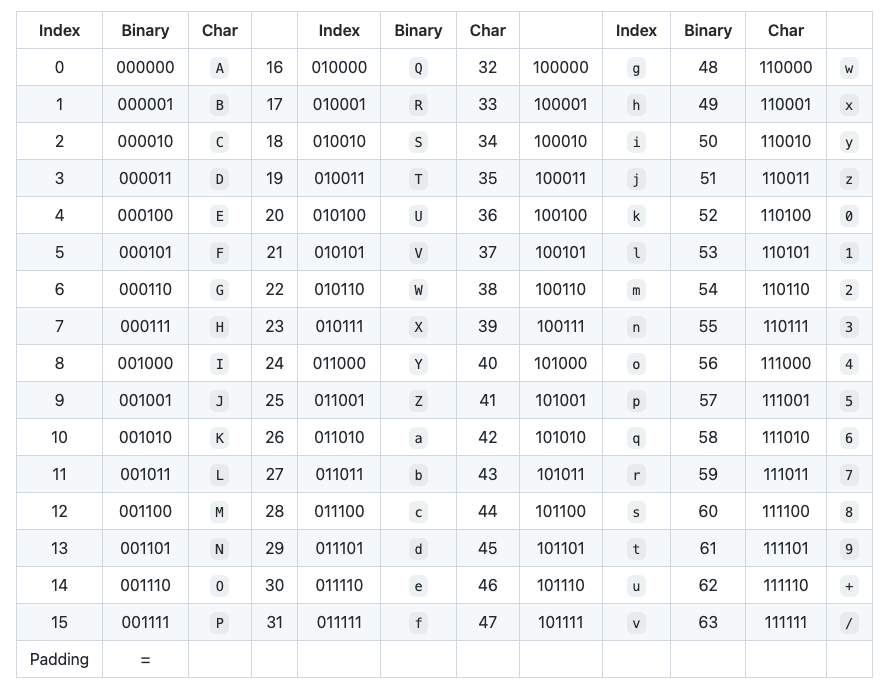 Index Binary Char Index Binary Char Index Binary Char
0 000000 A 16 010000 Q 32 100000 g 48 110000 w
1 000001 B 17 010001 R 33 100001 h 49 110001 x
2 000010 C 18 010010 S 34 100010 i 50 110010 y
3 000011 D 19 010011 T 35 100011 j 51 110011 z
4 000100 E 20 010100 U 36 100100 k 52 110100 0
5 000101 F 21 010101 V 37 100101 l 53 110101 1
6 000110 G 22 010110 W 38 100110 m 54 110110 2
7 000111 H 23 010111 X 39 100111 n 55 110111 3
8 001000 I 24 011000 Y 40 101000 o 56 111000 4
9 001001 J 25 011001 Z 41 101001 p 57 111001 5
10 001010 K 26 011010 a 42 101010 q 58 111010 6
11 001011 L 27 011011 b 43 101011 r 59 111011 7
12 001100 M 28 011100 c 44 101100 s 60 111100 8
13 001101 N 29 011101 d 45 101101 t 61 111101 9
14 001110 O 30 011110 e 46 101110 u 62 111110 +
15 001111 P 31 011111 f 47 101111 v 63 111111 /
Padding =